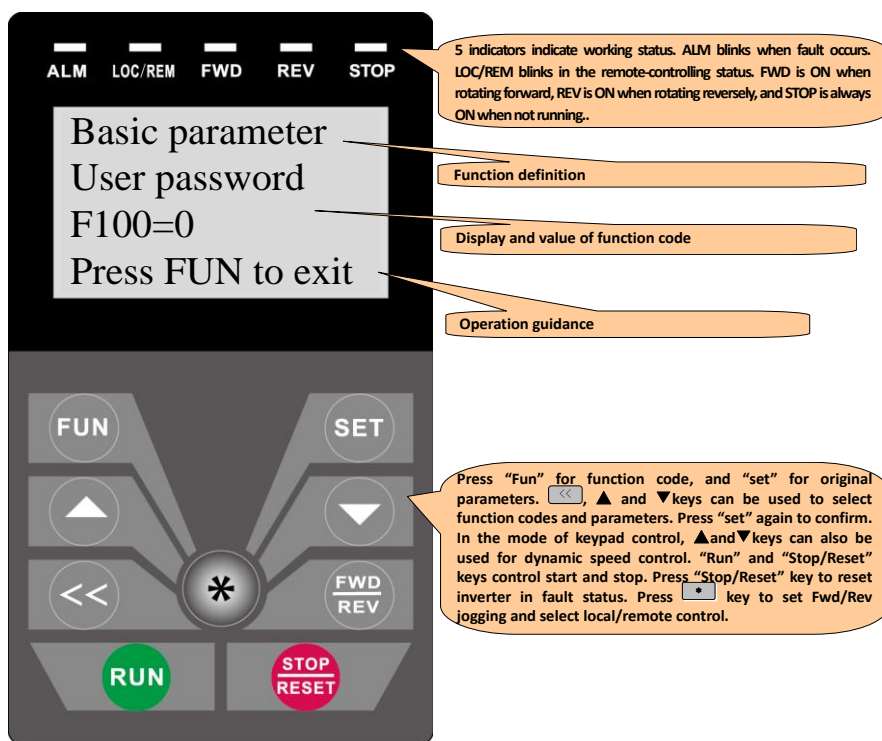 ALM LOC/REM FWD REV STOP
Basic parameter
User password
F100=0
Press FUN to exit
5 indicators indicate working status. ALM blinks when fault occurs.
LOC/REM blinks in the remote-controlling status. FWD is ON when
rotating forward, REV is ON when rotating reversely, and STOP is always
ON when not running..
Function definition
Display and value of function code
Operation guidance
FUN
SET
<<
*
FWD
REV
RUN
STOP
RESET
Press “Fun” for function code, and “set” for original
parameters. <<, ▲ and ▼keys can be used to select
function codes and parameters. Press “set” again to confirm.
In the mode of keypad control, ▲and▼keys can also be
used for dynamic speed control. “Run” and “Stop/Reset”
keys control start and stop. Press “Stop/Reset” key to reset
inverter in fault status. Press * key to set Fwd/Rev
jogging and select local/remote control.